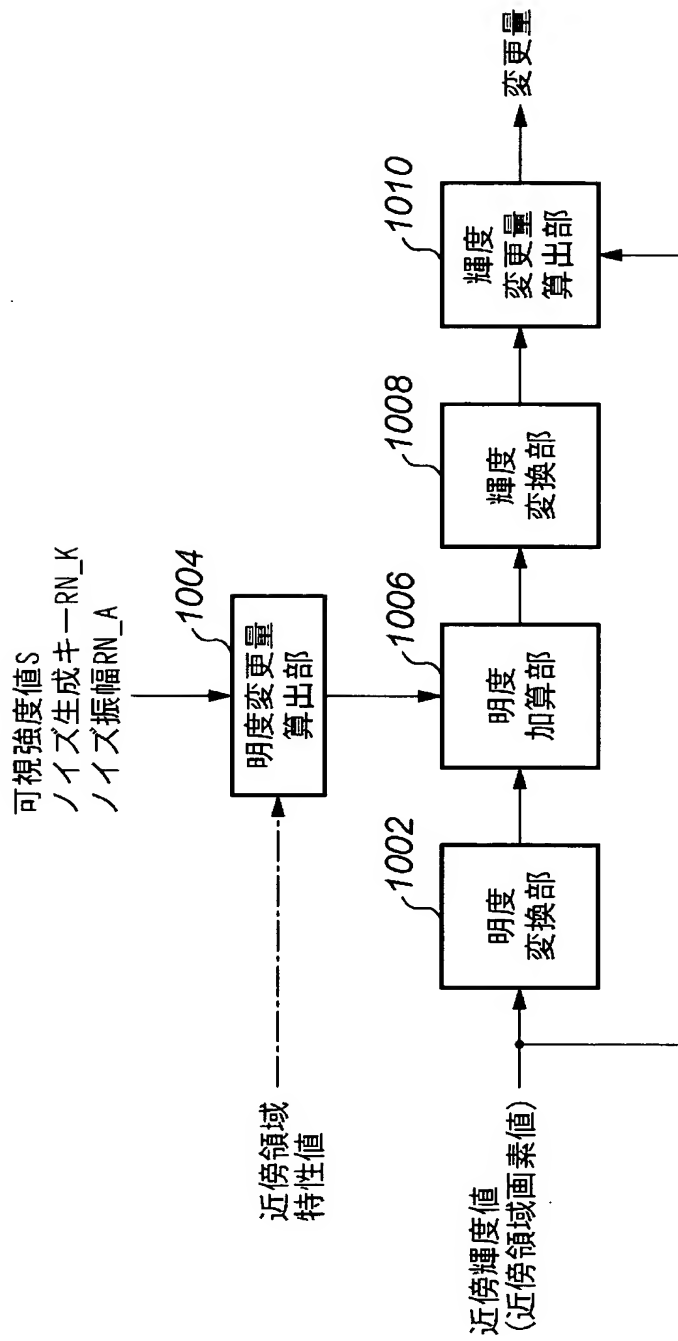 可視強度値S
ノイズ生成キーRN_K
ノイズ振幅RN_A
1004
明度変更量
算出部
近傍領域
特性値
近傍輝度値
(近傍領域画素値)
1002
明度
変換部
1006
明度
加算部
1008
輝度
変換部
1010
輝度
変更量
算出部
変更量